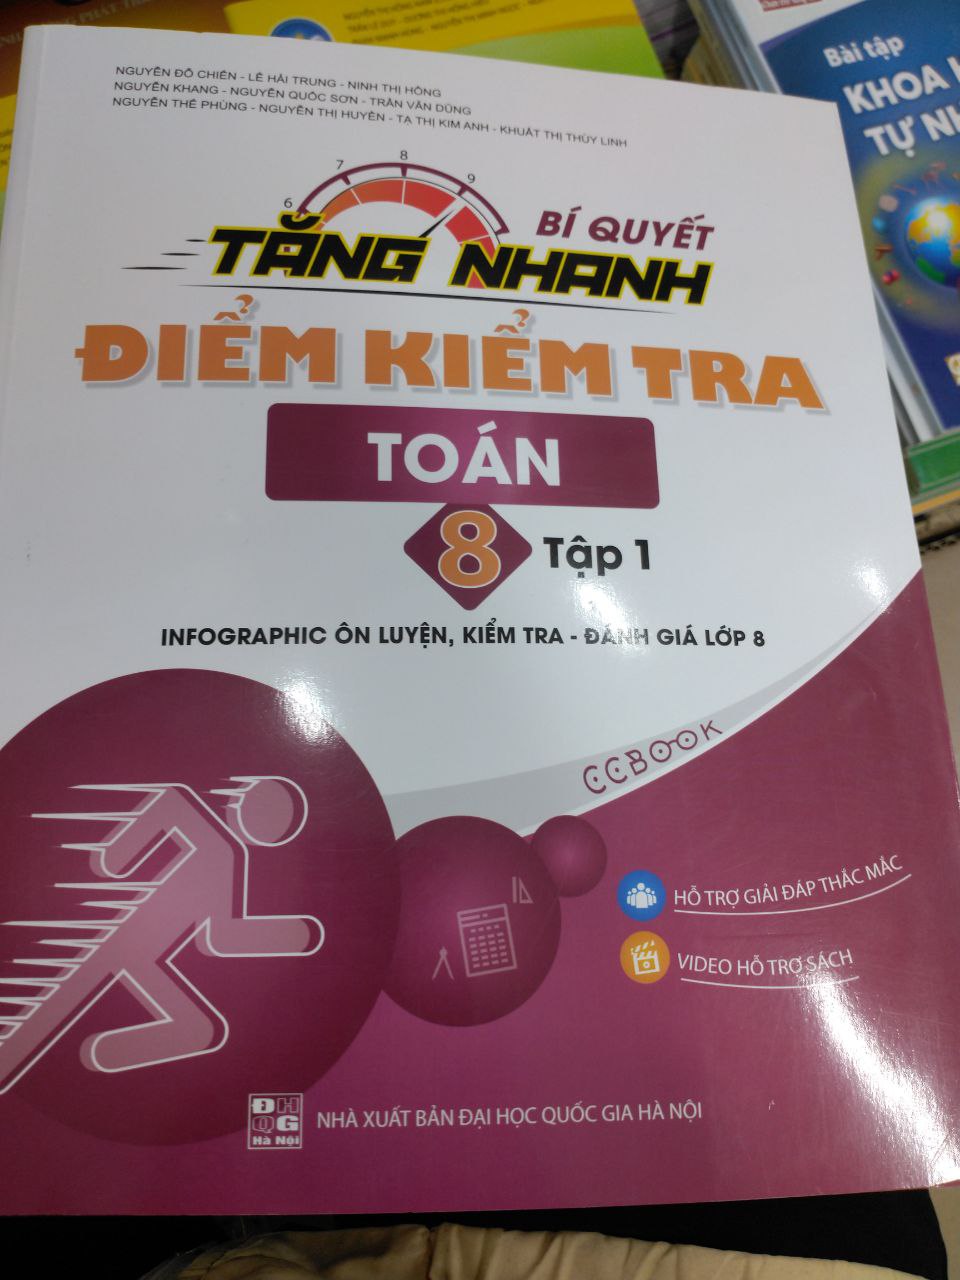 NGUYỄN ĐỖ CHIẾN - LÊ HẢI TRUNG - NINH THỊ HỒNG
NGUYỄN KHANG - NGUYỄN QUỐC SƠN - TRẦN VĂN DŨNG
NGUYỄN THẾ PHÙNG - NGUYỄN THỊ HUYỀN - TẠ THỊ KIM ANH - KHUẤT THỊ THÙY LINH
6 7 8 9
BÍ QUYẾT
TĂNG NHANH
ĐIỂM KIỂM TRA
TOÁN
8 Tập 1
INFOGRAPHIC ÔN LUYỆN, KIỂM TRA - ĐÁNH GIÁ LỚP 8
CCBOOK
HỖ TRỢ GIẢI ĐÁP THẮC MẮC
VIDEO HỖ TRỢ SÁCH
ĐH
QG
Hà Nội
NHÀ XUẤT BẢN ĐẠI HỌC QUỐC GIA HÀ NỘI
Bài tập
KHOA
TỰ